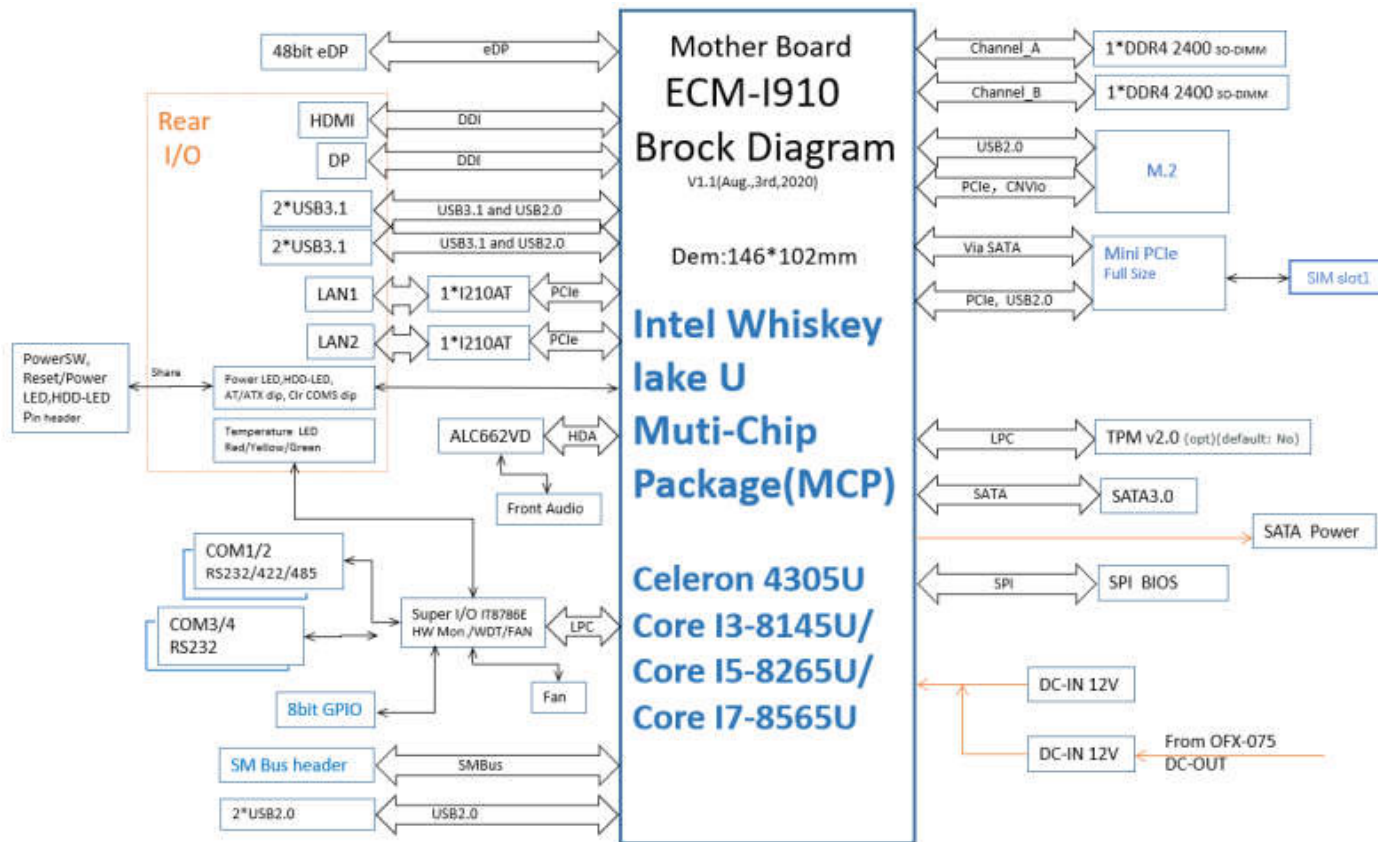 Mother Board
ECM-I910
Brock Diagram
V1.1(Aug.,3rd,2020)
Dem:146*102mm
Intel Whiskey
lake U
Muti-Chip
Package(MCP)
Celeron 4305U
Core I3-8145U/
Core I5-8265U/
Core I7-8565U
48bit eDP
eDP
Rear
I/O
HDMI
DDI
DP
DDI
2*USB3.1
USB3.1 and USB2.0
2*USB3.1
USB3.1 and USB2.0
LAN1
1*I210AT
PCIe
LAN2
1*I210AT
PCIe
PowerSW,
Reset/Power
LED,HDD-LED
Pin header
Share
Power LED,HDD-LED,
AT/ATX dip, Clr COMS dip
Temperature LED
Red/Yellow/Green
ALC662VD
HDA
Front Audio
COM1/2
RS232/422/485
COM3/4
RS232
Super I/O IT8786E
HW Mon./WDT/FAN
LPC
Fan
8bit GPIO
SM Bus header
SMBus
2*USB2.0
USB2.0
Channel_A
1*DDR4 2400 SO-DIMM
Channel_B
1*DDR4 2400 SO-DIMM
USB2.0
M.2
PCIe, CNVIo
Via SATA
Mini PCIe
Full Size
SIM slot1
PCIe, USB2.0
LPC
TPM v2.0 (opt)(default: No)
SATA
SATA3.0
SATA Power
SPI
SPI BIOS
DC-IN 12V
DC-IN 12V
From OFX-075
DC-OUT